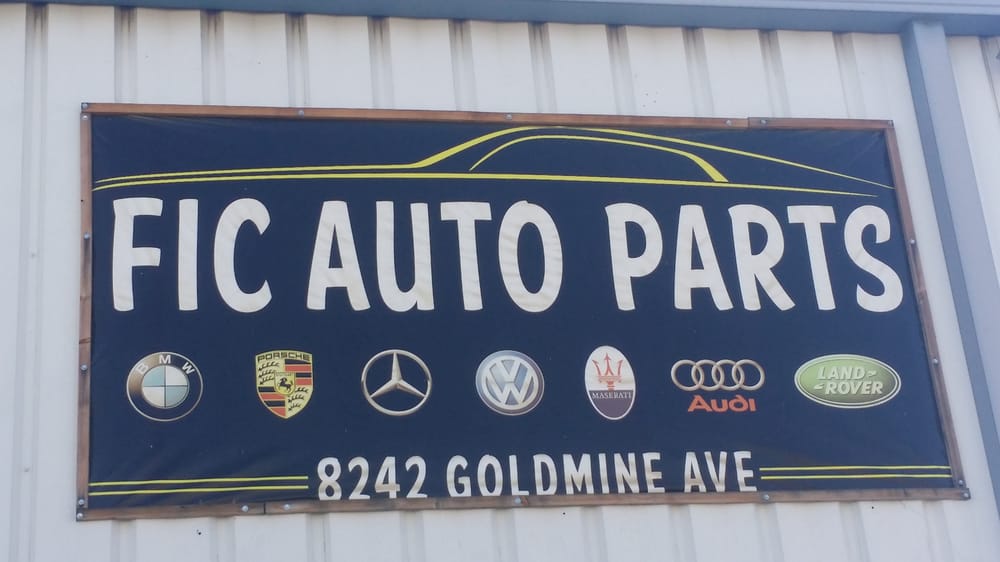 FIC AUTO PARTS
BMW PORSCHE MASERATI Audi LAND-ROVER
8242 GOLDMINE AVE